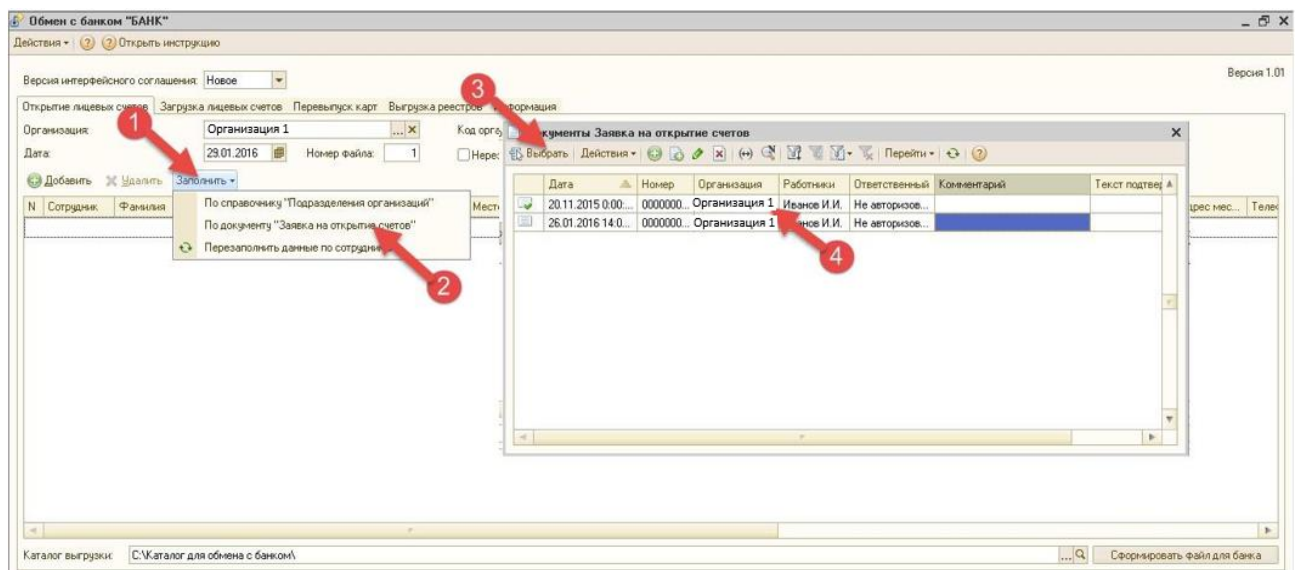 Обмен с банком "БАНК"
Действия Открыть инструкцию
Версия интерфейсного соглашения: Новое Версия 1.01
Открытие лицевых счетов Загрузка лицевых счетов Перевыпуск карт Выгрузка реестров
Организация: Организация 1
Дата: 29.01.2016 Номер файла: 1
Добавить Удалить Заполнить
N Сотрудник Фамилия
По справочнику "Подразделения организаций"
По документу "Заявка на открытие счетов"
Перезаполнить данные по
1
2
3
4
Заявка на открытие счетов
Выбрать Действия Перейти
Дата Номер Организация Работники Ответственный Комментарий
20.11.2015 0:00:... 0000000... Организация 1 Иванов И.И. Не авторизов...
26.01.2016 14:0... 0000000... Организация 1 И.И. Не авторизов...
Каталог выгрузки: C:\Каталог для обмена с банком\ Сформировать файл для банка